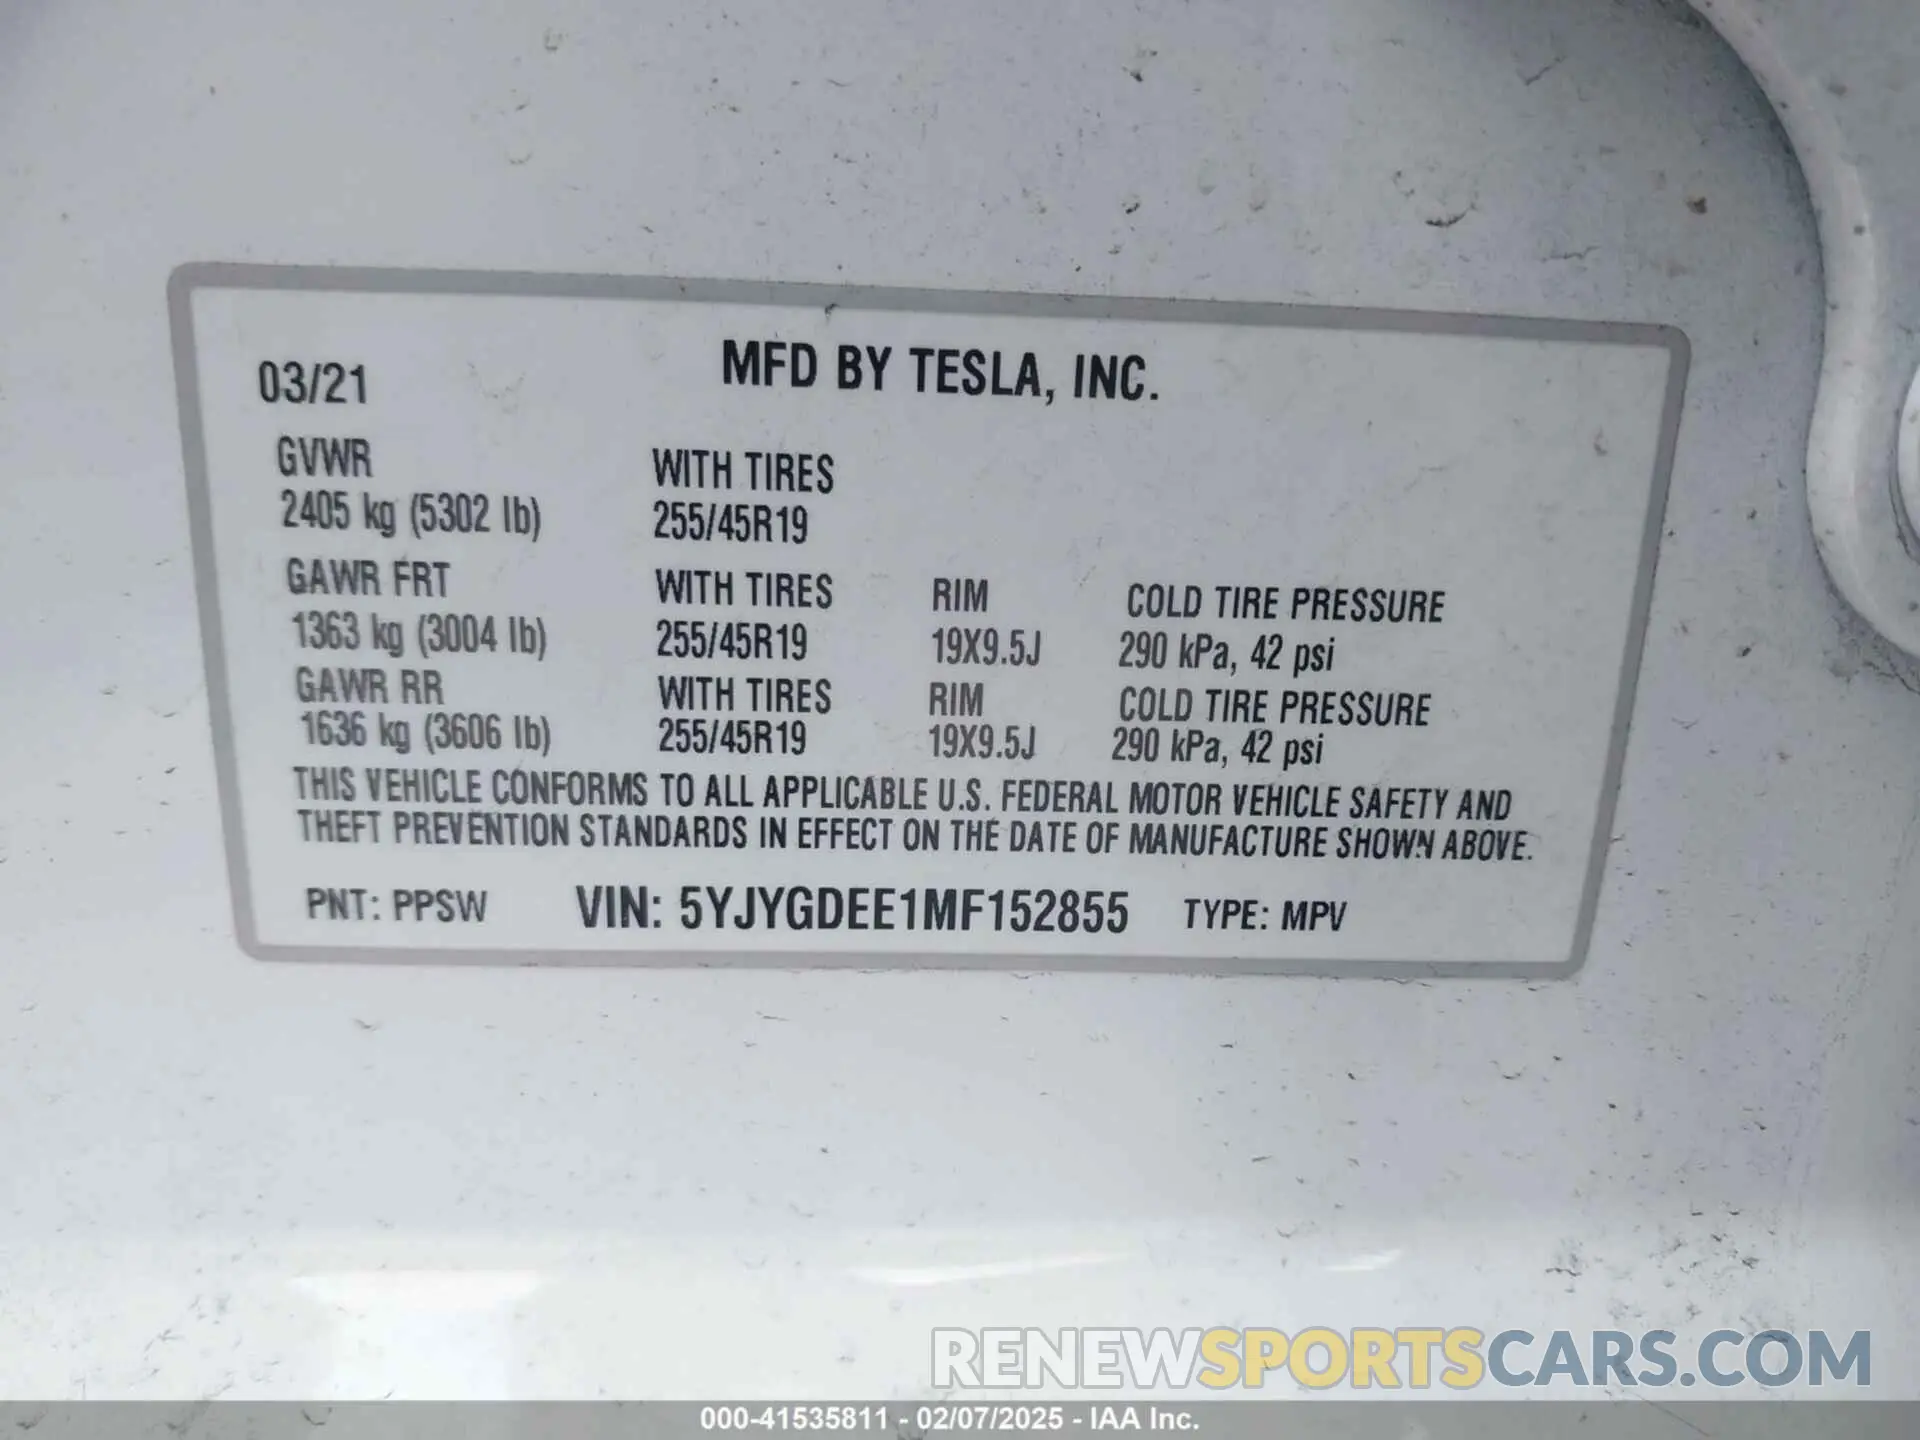 03/21 MFD BY TESLA, INC.
GVWR WITH TIRES
2405 kg (5302 lb) 255/45R19
GAWR FRT WITH TIRES RIM COLD TIRE PRESSURE
1363 kg (3004 lb) 255/45R19 19X9.5J 290 kPa, 42 psi
GAWR RR WITH TIRES RIM COLD TIRE PRESSURE
1636 kg (3606 lb) 255/45R19 19X9.5J 290 kPa, 42 psi
THIS VEHICLE CONFORMS TO ALL APPLICABLE U.S. FEDERAL MOTOR VEHICLE SAFETY AND
THEFT PREVENTION STANDARDS IN EFFECT ON THE DATE OF MANUFACTURE SHOWN ABOVE.
PNT: PPSW VIN: 5YJYGDEE1MF152855 TYPE: MPV
RENEWSPORTSCARS.COM
000-41535811 - 02/07/2025 - IAA Inc.